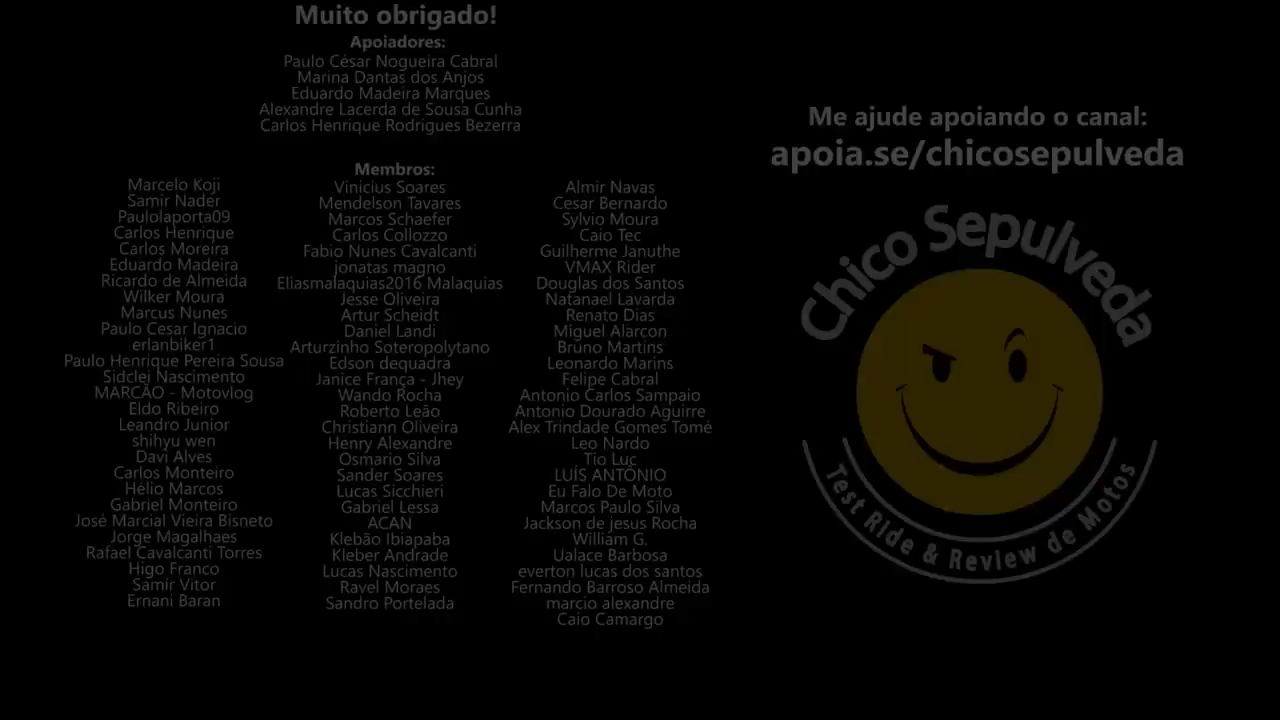 Muito obrigado!
Apoiadores:
Paulo César Nogueira Cabral
Marina Dantas dos Anjos
Eduardo Madeira Marques
Alexandre Lacerda de Sousa Cunha
Carlos Henrique Rodrigues Bezerra
Membros:
Marcelo Koji
Samir Nader
Paulolaporta09
Carlos Henrique
Carlos Moreira
Eduardo Madeira
Ricardo de Almeida
Wilker Moura
Marcus Nunes
Paulo Cesar Ignacio
erlanbiker1
Paulo Henrique Pereira Sousa
Sidclei Nascimento
MARCÃO - Motovlog
Eldo Ribeiro
Leandro Junior
shihyu wen
Davi Alves
Carlos Monteiro
Hélio Marcos
Gabriel Monteiro
José Marcial Vieira Bisneto
Jorge Magalhaes
Rafael Cavalcanti Torres
Higo Franco
Samir Vitor
Ernani Baran
Vinicius Soares
Mendelson Tavares
Marcos Schaefer
Carlos Collozzo
Fabio Nunes Cavalcanti
jonatas magno
Eliasmalaquias2016 Malaquias
Jesse Oliveira
Artur Scheidt
Daniel Landi
Arturzinho Soteropolytano
Edson dequadra
Janice França - Jhey
Wando Rocha
Roberto Leão
Christiann Oliveira
Henry Alexandre
Osmario Silva
Sander Soares
Lucas Sicchieri
Gabriel Lessa
ACAN
Klebão Ibiapaba
Kleber Andrade
Lucas Nascimento
Ravel Moraes
Sandro Portelada
Almir Navas
Cesar Bernardo
Sylvio Moura
Caio Tec
Guilherme Januthe
VMAX Rider
Douglas dos Santos
Natanael Lavarda
Renato Dias
Miguel Alarcon
Bruno Martins
Leonardo Marins
Felipe Cabral
Antonio Carlos Sampaio
Antonio Dourado Aguirre
Alex Trindade Gomes Tomé
Leo Nardo
Tio Luc
LUÍS ANTÔNIO
Eu Falo De Moto
Marcos Paulo Silva
Jackson de jesus Rocha
William G.
Ualace Barbosa
everton lucas dos santos
Fernando Barroso Almeida
marcio alexandre
Caio Camargo
Me ajude apoiando o canal:
apoia.se/chicosepulveda
Chico Sepulveda
Test Ride & Review de Motos